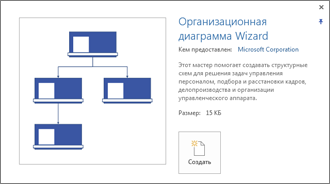 Организационная
диаграмма Wizard
Кем предоставлен: Microsoft Corporation
Этот мастер помогает создавать структурные
схем для решения задач управления
персоналом, подбора и расстановки кадров,
делопроизводства и организации
управленческого аппарата.
Размер: 15 КБ
Создать